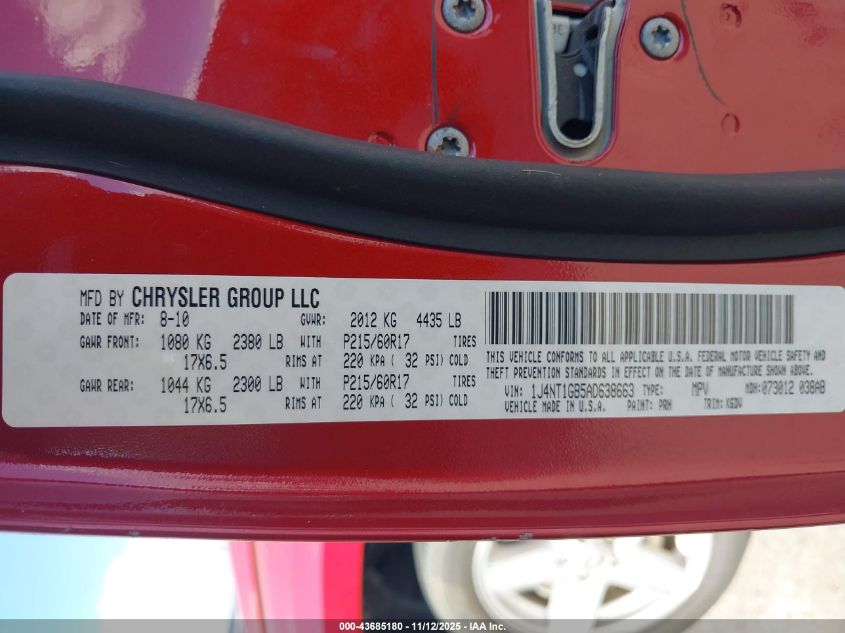 MFD BY CHRYSLER GROUP LLC
DATE OF MFR: 8-10 GVWR: 2012 KG 4435 LB
GAWR FRONT: 1080 KG 2380 LB WITH P215/60R17 TIRES
17X6.5 RIMS AT 220 KPA ( 32 PSI) COLD
GAWR REAR: 1044 KG 2300 LB WITH P215/60R17 TIRES
17X6.5 RIMS AT 220 KPA ( 32 PSI) COLD
THIS VEHICLE CONFORMS TO ALL APPLICABLE U.S.A. FEDERAL MOTOR VEHICLE SAFETY AND
THEFT PREVENTION STANDARDS IN EFFECT ON THE DATE OF MANUFACTURE SHOWN ABOVE.
VIN: 1J4NT1GB5AD638663 TYPE: MPV MDH: 073012 038AB
VEHICLE MADE IN U.S.A. PAINT: PRH TRIM: KGDV
000-43685180 - 11/12/2025 - IAA Inc.